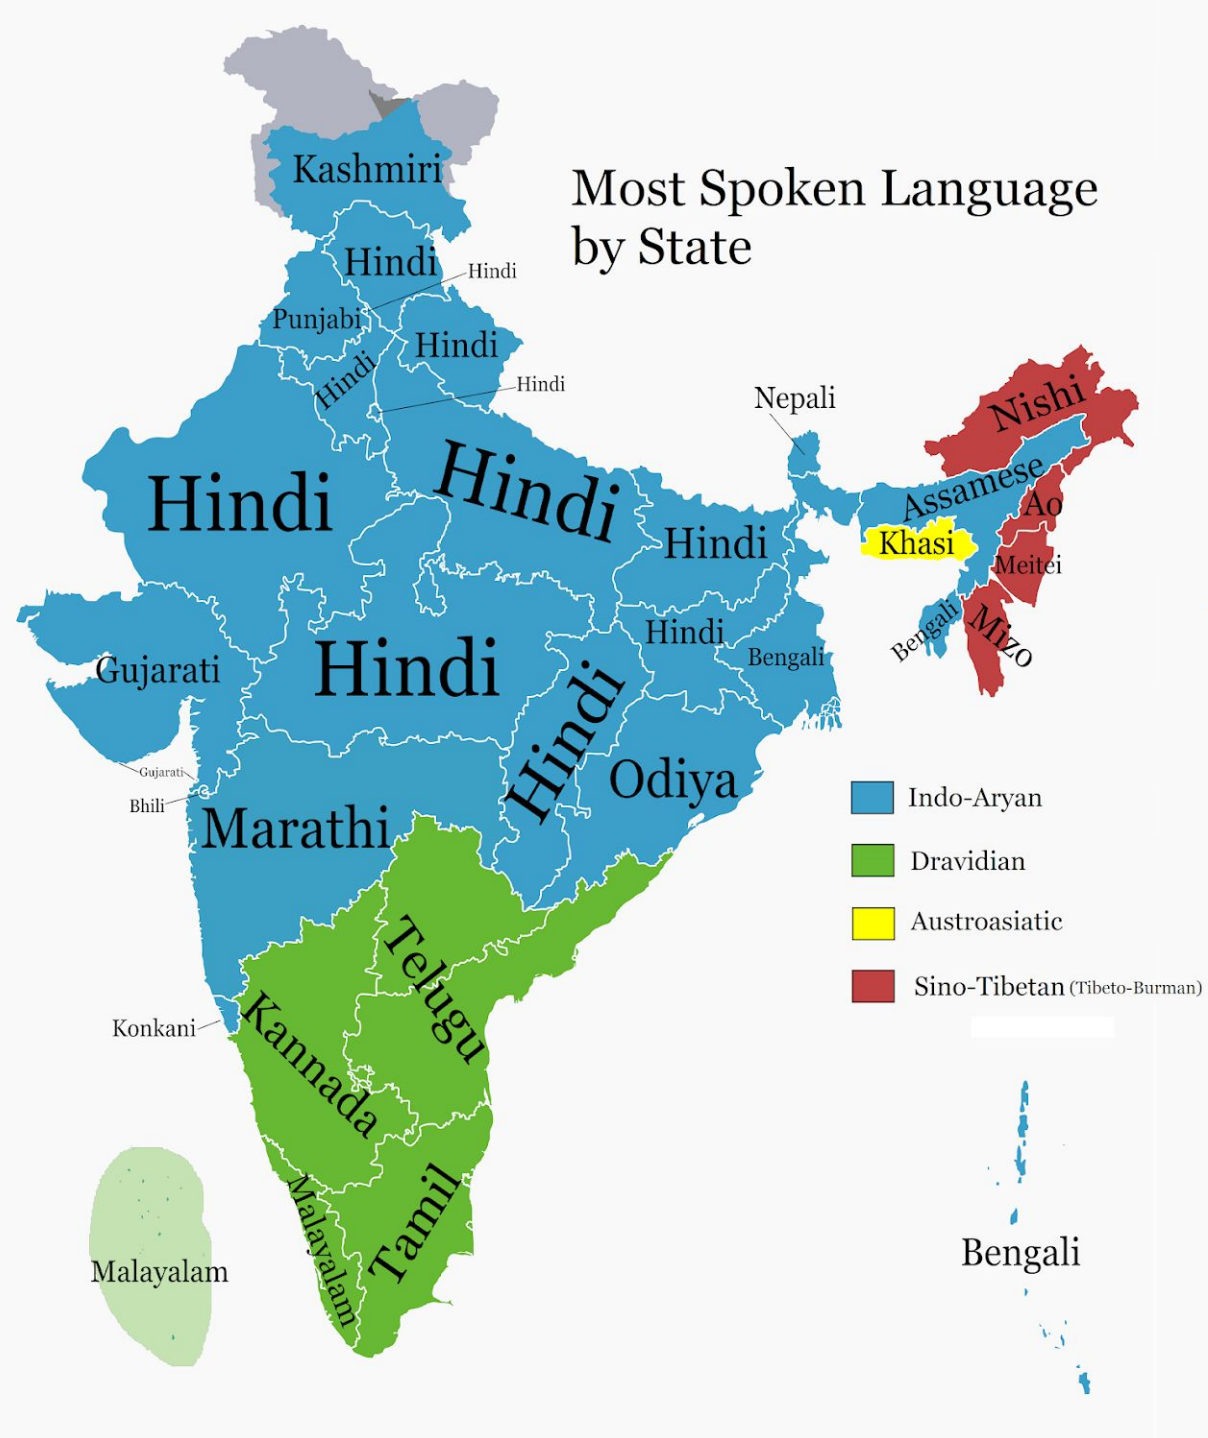 Most Spoken Language
by State
Kashmiri
Hindi
Hindi
Punjabi
Hindi
Hindi
Hindi
Nepali
Nishi
Hindi
Hindi
Assamese
Ao
Hindi
Khasi
Meitei
Hindi
Bengali
Mizo
Gujarati
Hindi
Bengali
Hindi
Gujarati
Bhili
Odiya
Marathi
Indo-Aryan
Dravidian
Austroasiatic
Sino-Tibetan (Tibeto-Burman)
Telugu
Konkani
Kannada
Malayalam
Tamil
Malayalam
Bengali